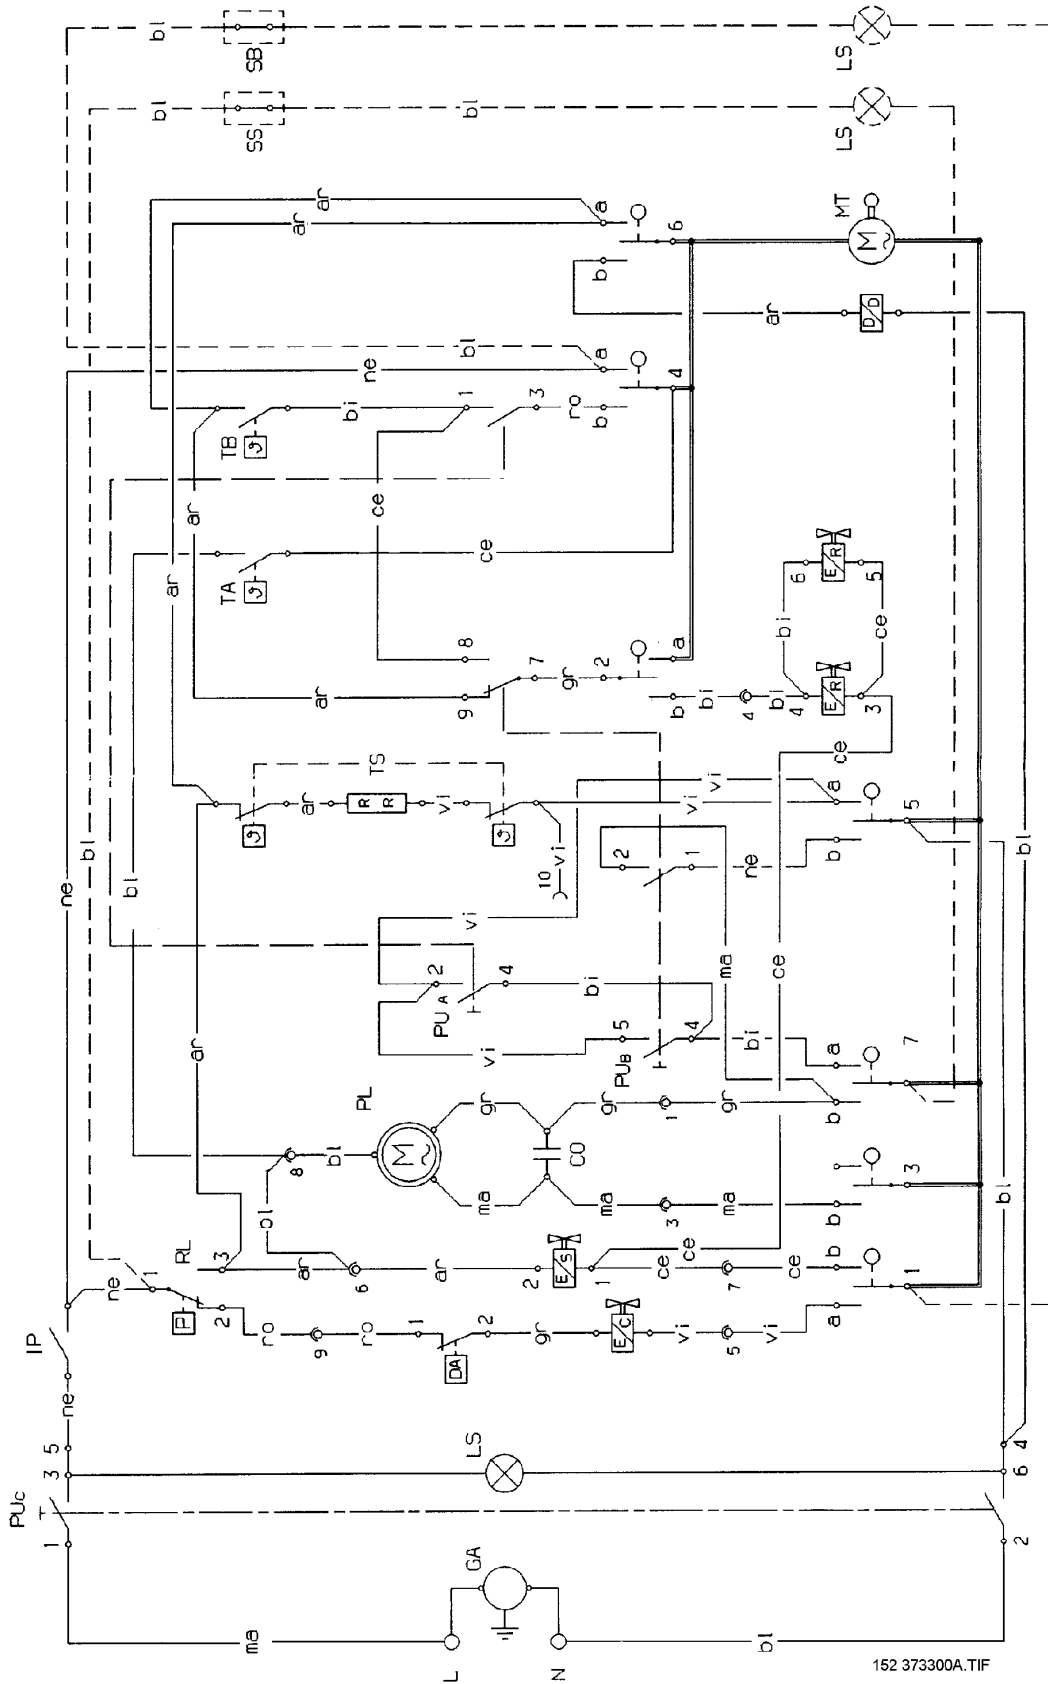 bl
SB
LS
bl
SS
bl
LS
ar
ar
a
6
b
MT
M
ar
D/D
bl
a
ne
4
TB
ϑ
bi
1
3
ro
b
ar
ce
TA
ϑ
ce
ar
6
E/R
5
bi
ce
8
a
7
gr
2
ar
9
b
bi
4
bi
4
E/R
3
ce
TS
vi
a
ϑ
ar
R R
vi
ϑ
vi
5
bl
bl
bl
ne
2
1
ne
b
10
vi
vi
ma
ce
2
4
PU A
bi
bl
5
4
PU B
bi
a
7
vi
ar
PL
gr
gr
1
gr
b
8
bl
M
CO
3
ma
ma
3
ma
b
bl
RL
3
ar
6
ar
2
E/S
1
ce
ce
7
ce
b
1
ne
1
P
2
ro
9
ro
1
DA
2
gr
E/C
vi
5
vi
a
IP
ne
5
3
LS
4
6
PUc
1
2
GA
ma
L
N
bl
152 373300A.TIF